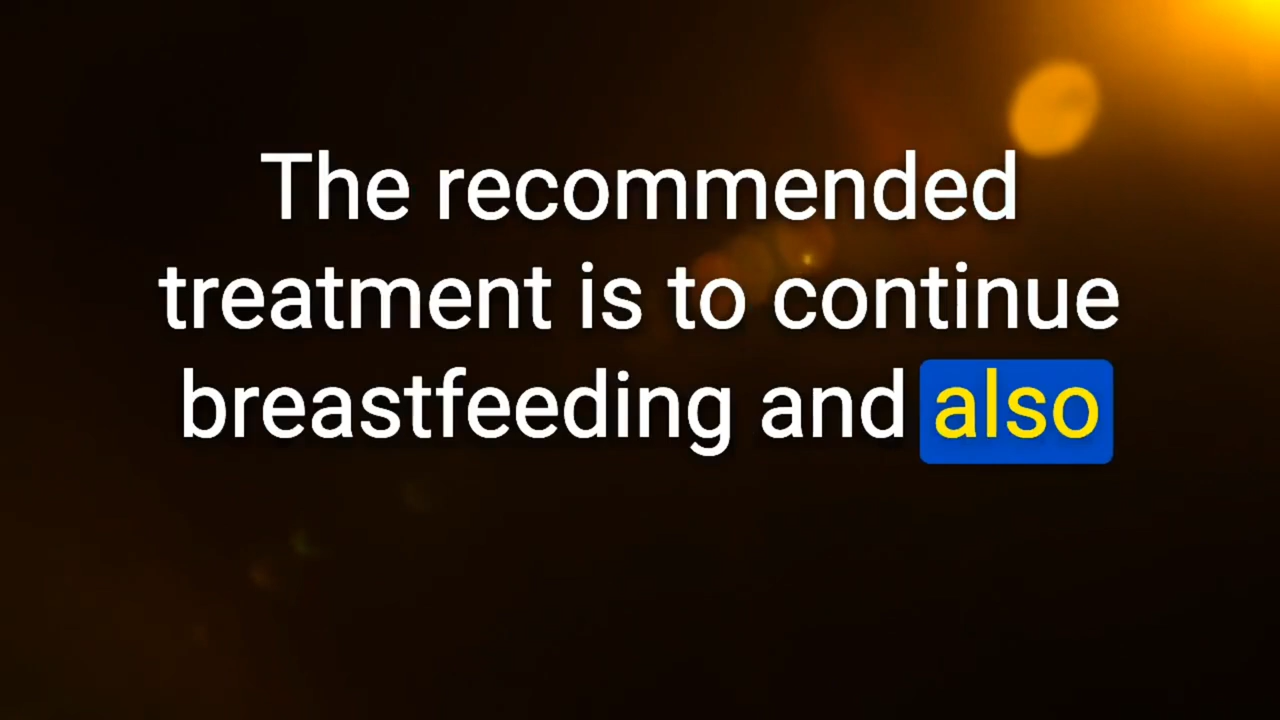 The recommended
treatment is to continue
breastfeeding and also